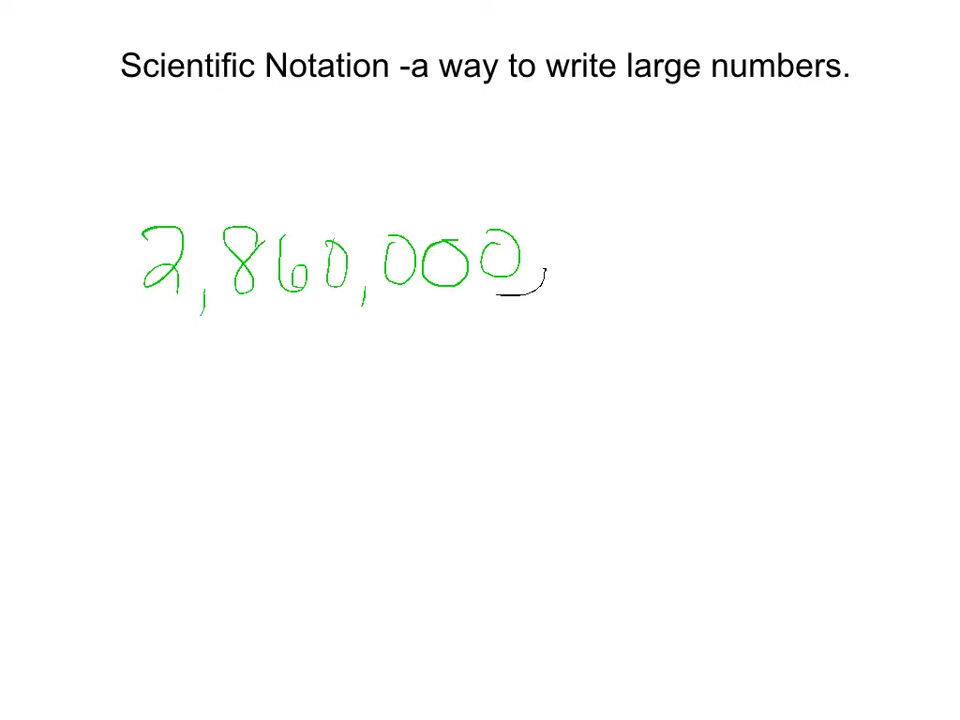 Scientific Notation -a way to write large numbers.
2,860,000